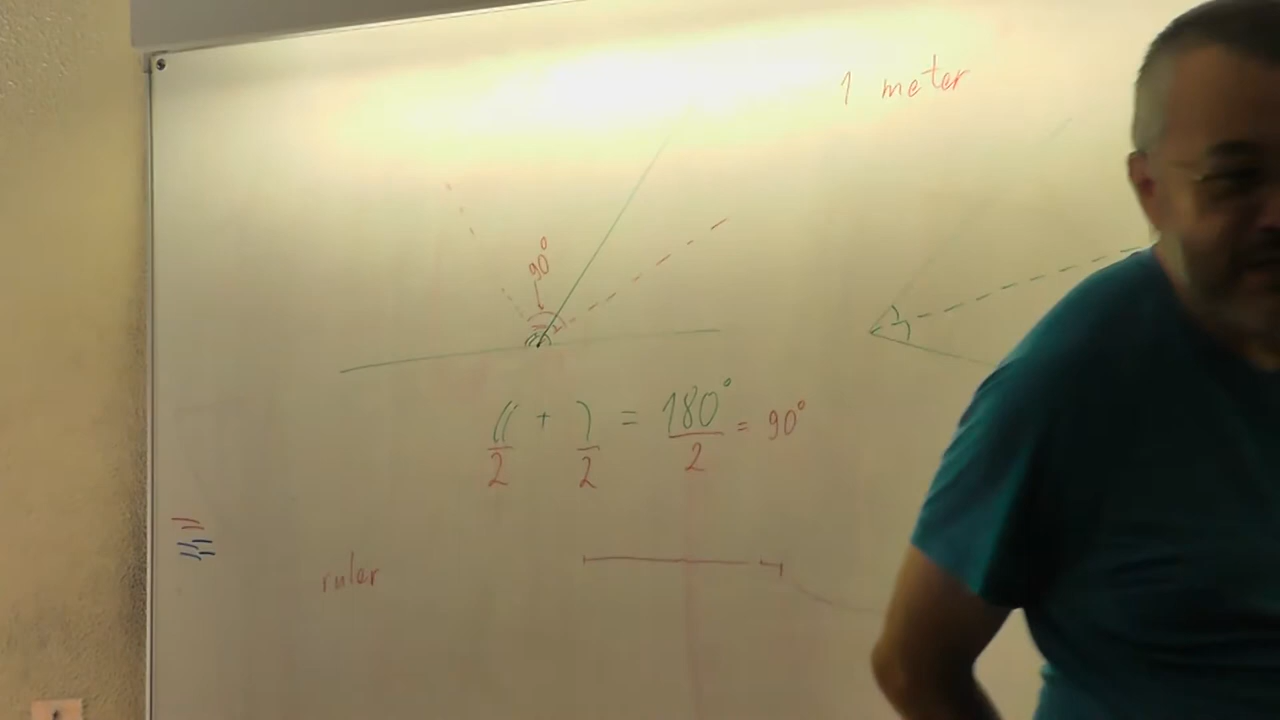 1 meter
90°
(( + ) = 180° = 90°
2 2 2
ruler